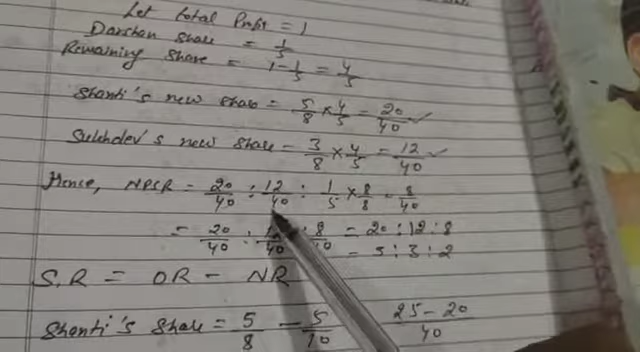 Let total Profit = 1
Darshan share = 1/5
Remaining share = 1 - 1/5 = 4/5
Shanti's new share = 5/8 × 4/5 = 20/40 ✓
Sukhdev's new share = 3/8 × 4/5 = 12/40 ✓
Hence, NPSR = 20/40 : 12/40 : 1/5 × 8/8 = 8/40
= 20/40 : 12/40 : 8/40 = 20 : 12 : 8
= 5 : 3 : 2
S.R = OR - NR
Shanti's share = 5/8 - 5/10 25 - 20/40